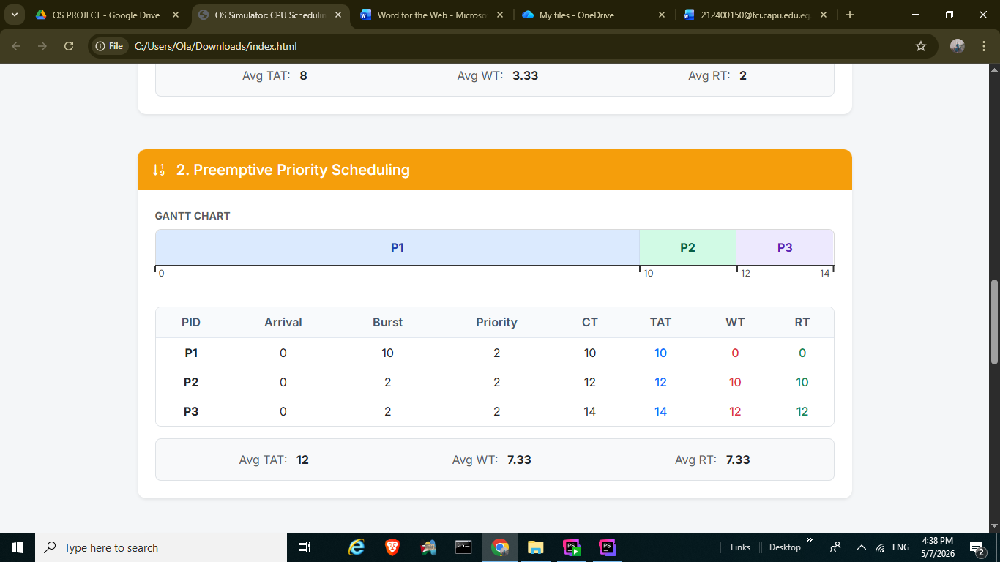 OS PROJECT - Google Drive
OS Simulator: CPU Schedulin
Word for the Web - Microso
My files - OneDrive
212400150@fci.capu.edu.eg
File C:/Users/Ola/Downloads/index.html
Avg TAT: 8 Avg WT: 3.33 Avg RT: 2
2. Preemptive Priority Scheduling
GANTT CHART
P1 P2 P3
0 10 12 14
PID Arrival Burst Priority CT TAT WT RT
P1 0 10 2 10 10 0 0
P2 0 2 2 12 12 10 10
P3 0 2 2 14 14 12 12
Avg TAT: 12 Avg WT: 7.33 Avg RT: 7.33
Type here to search
Links
Desktop
ENG
4:38 PM
5/7/2026
2